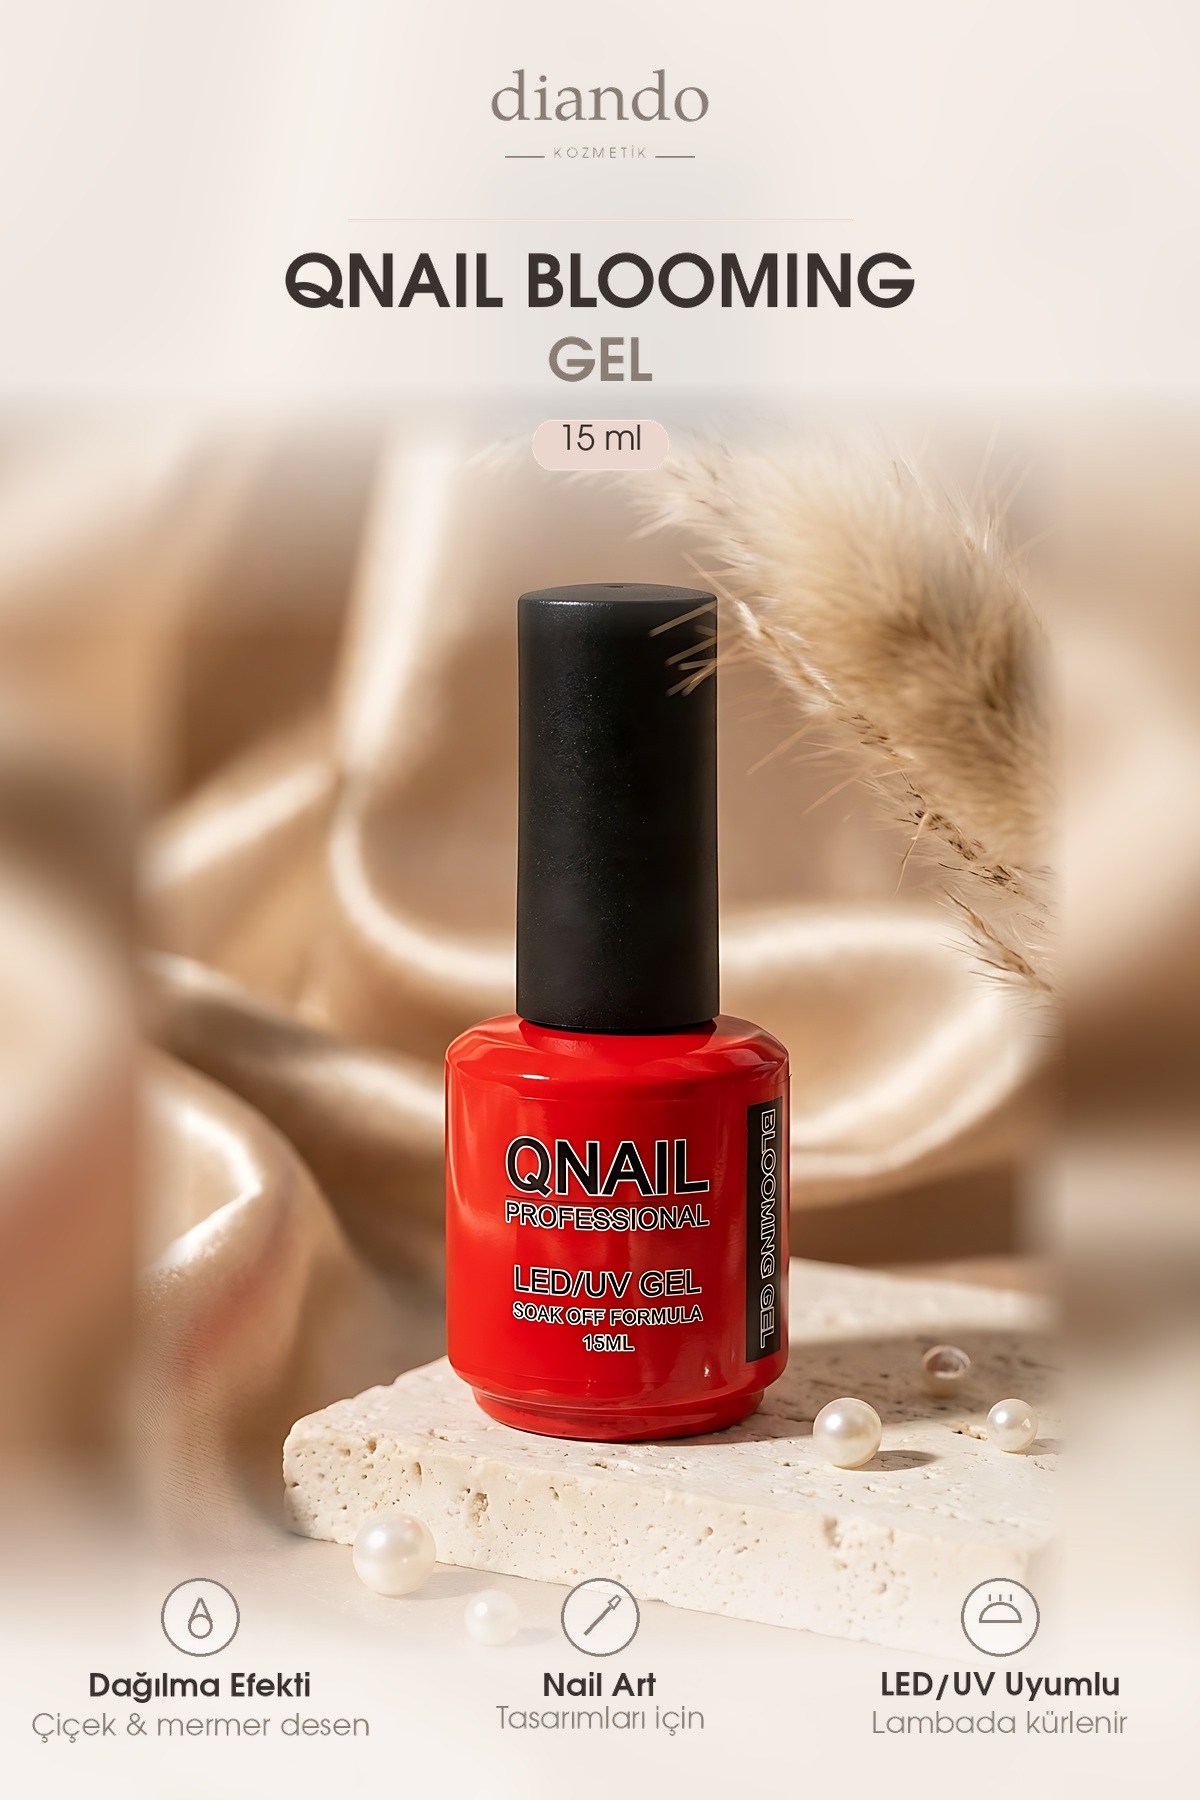 diando
KOZMETİK
QNAIL BLOOMING
GEL
15 ml
QNAIL
PROFESSIONAL
LED/UV GEL
SOAK OFF FORMULA
15ML
BLOOMING GEL
Dağılma Efekti
Çiçek & mermer desen
Nail Art
Tasarımları için
LED/UV Uyumlu
Lambada kürlenir